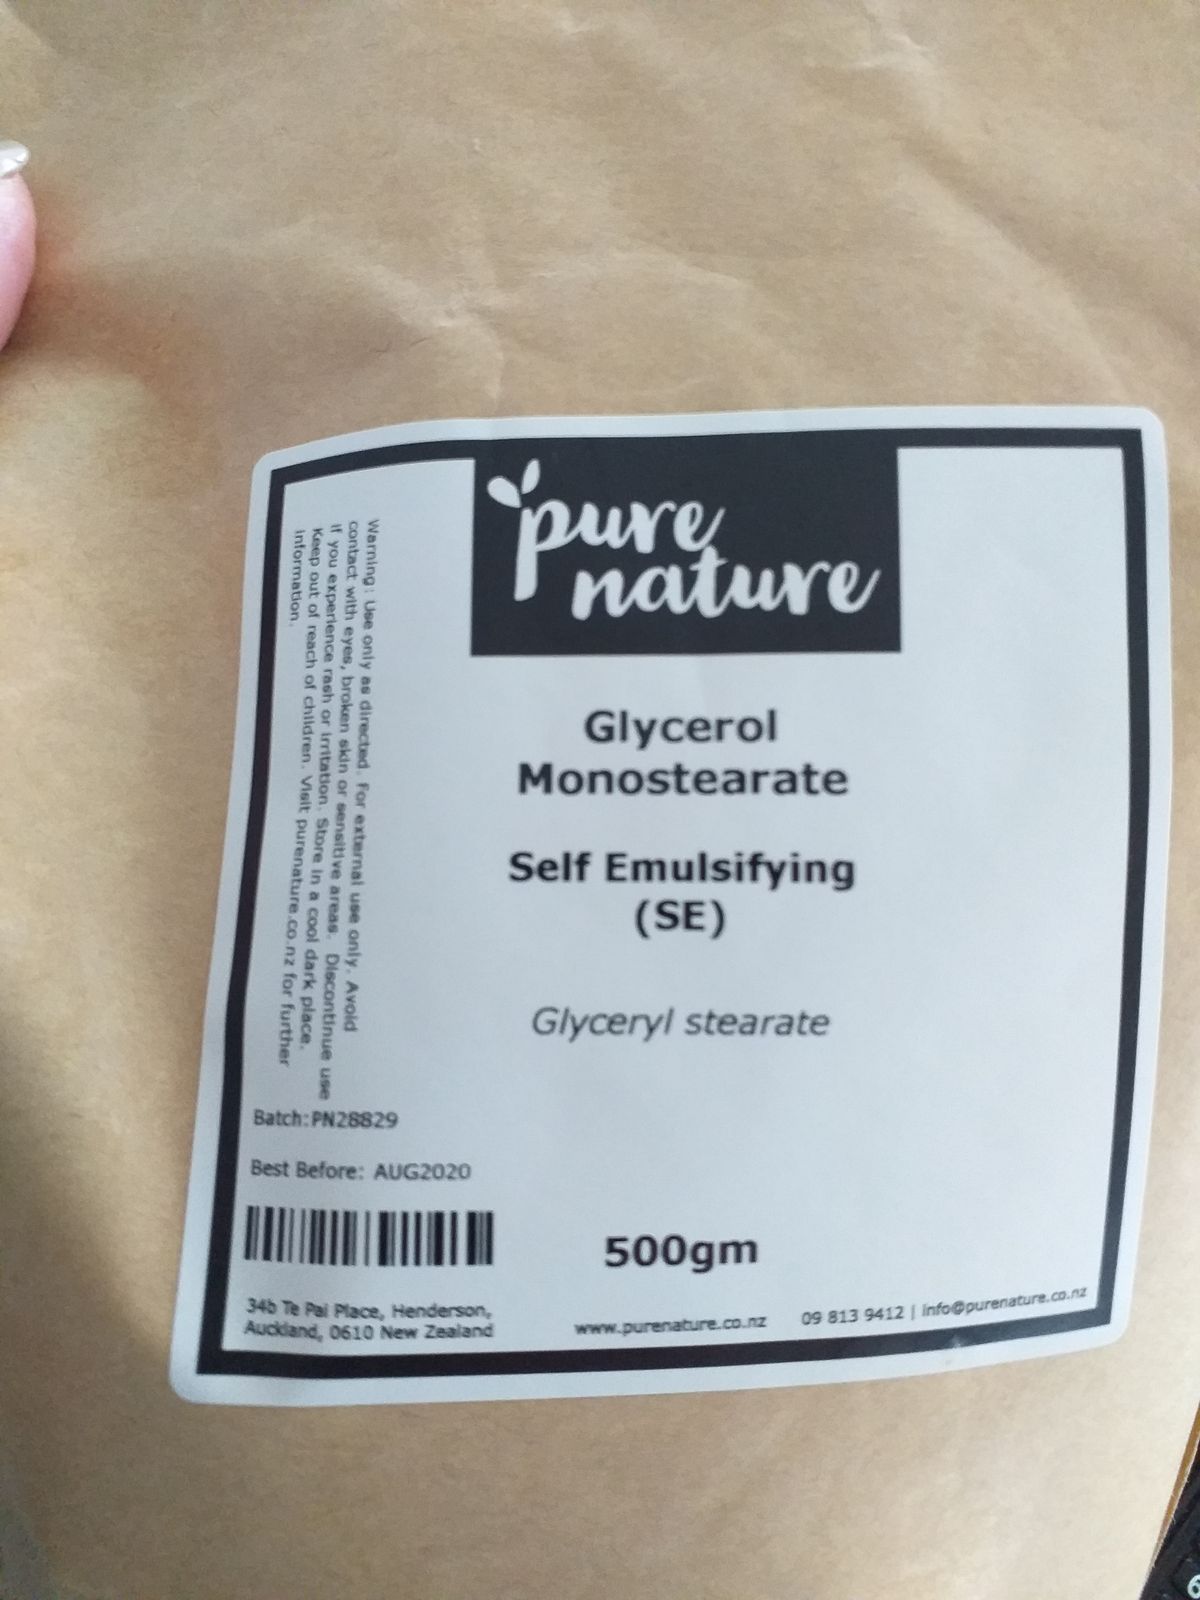 pure
nature
Glycerol
Monostearate
Self Emulsifying
(SE)
Glyceryl stearate
Warning: Use only as directed. For external use only. Avoid
contact with eyes, broken skin or sensitive areas. Discontinue use
if you experience rash or irritation. Store in a cool dark place.
Keep out of reach of children. Visit purenature.co.nz for further
information.
Batch:PN28829
Best Before: AUG2020
500gm
34b Te Pai Place, Henderson,
Auckland, 0610 New Zealand
www.purenature.co.nz
09 813 9412 | info@purenature.co.nz
6